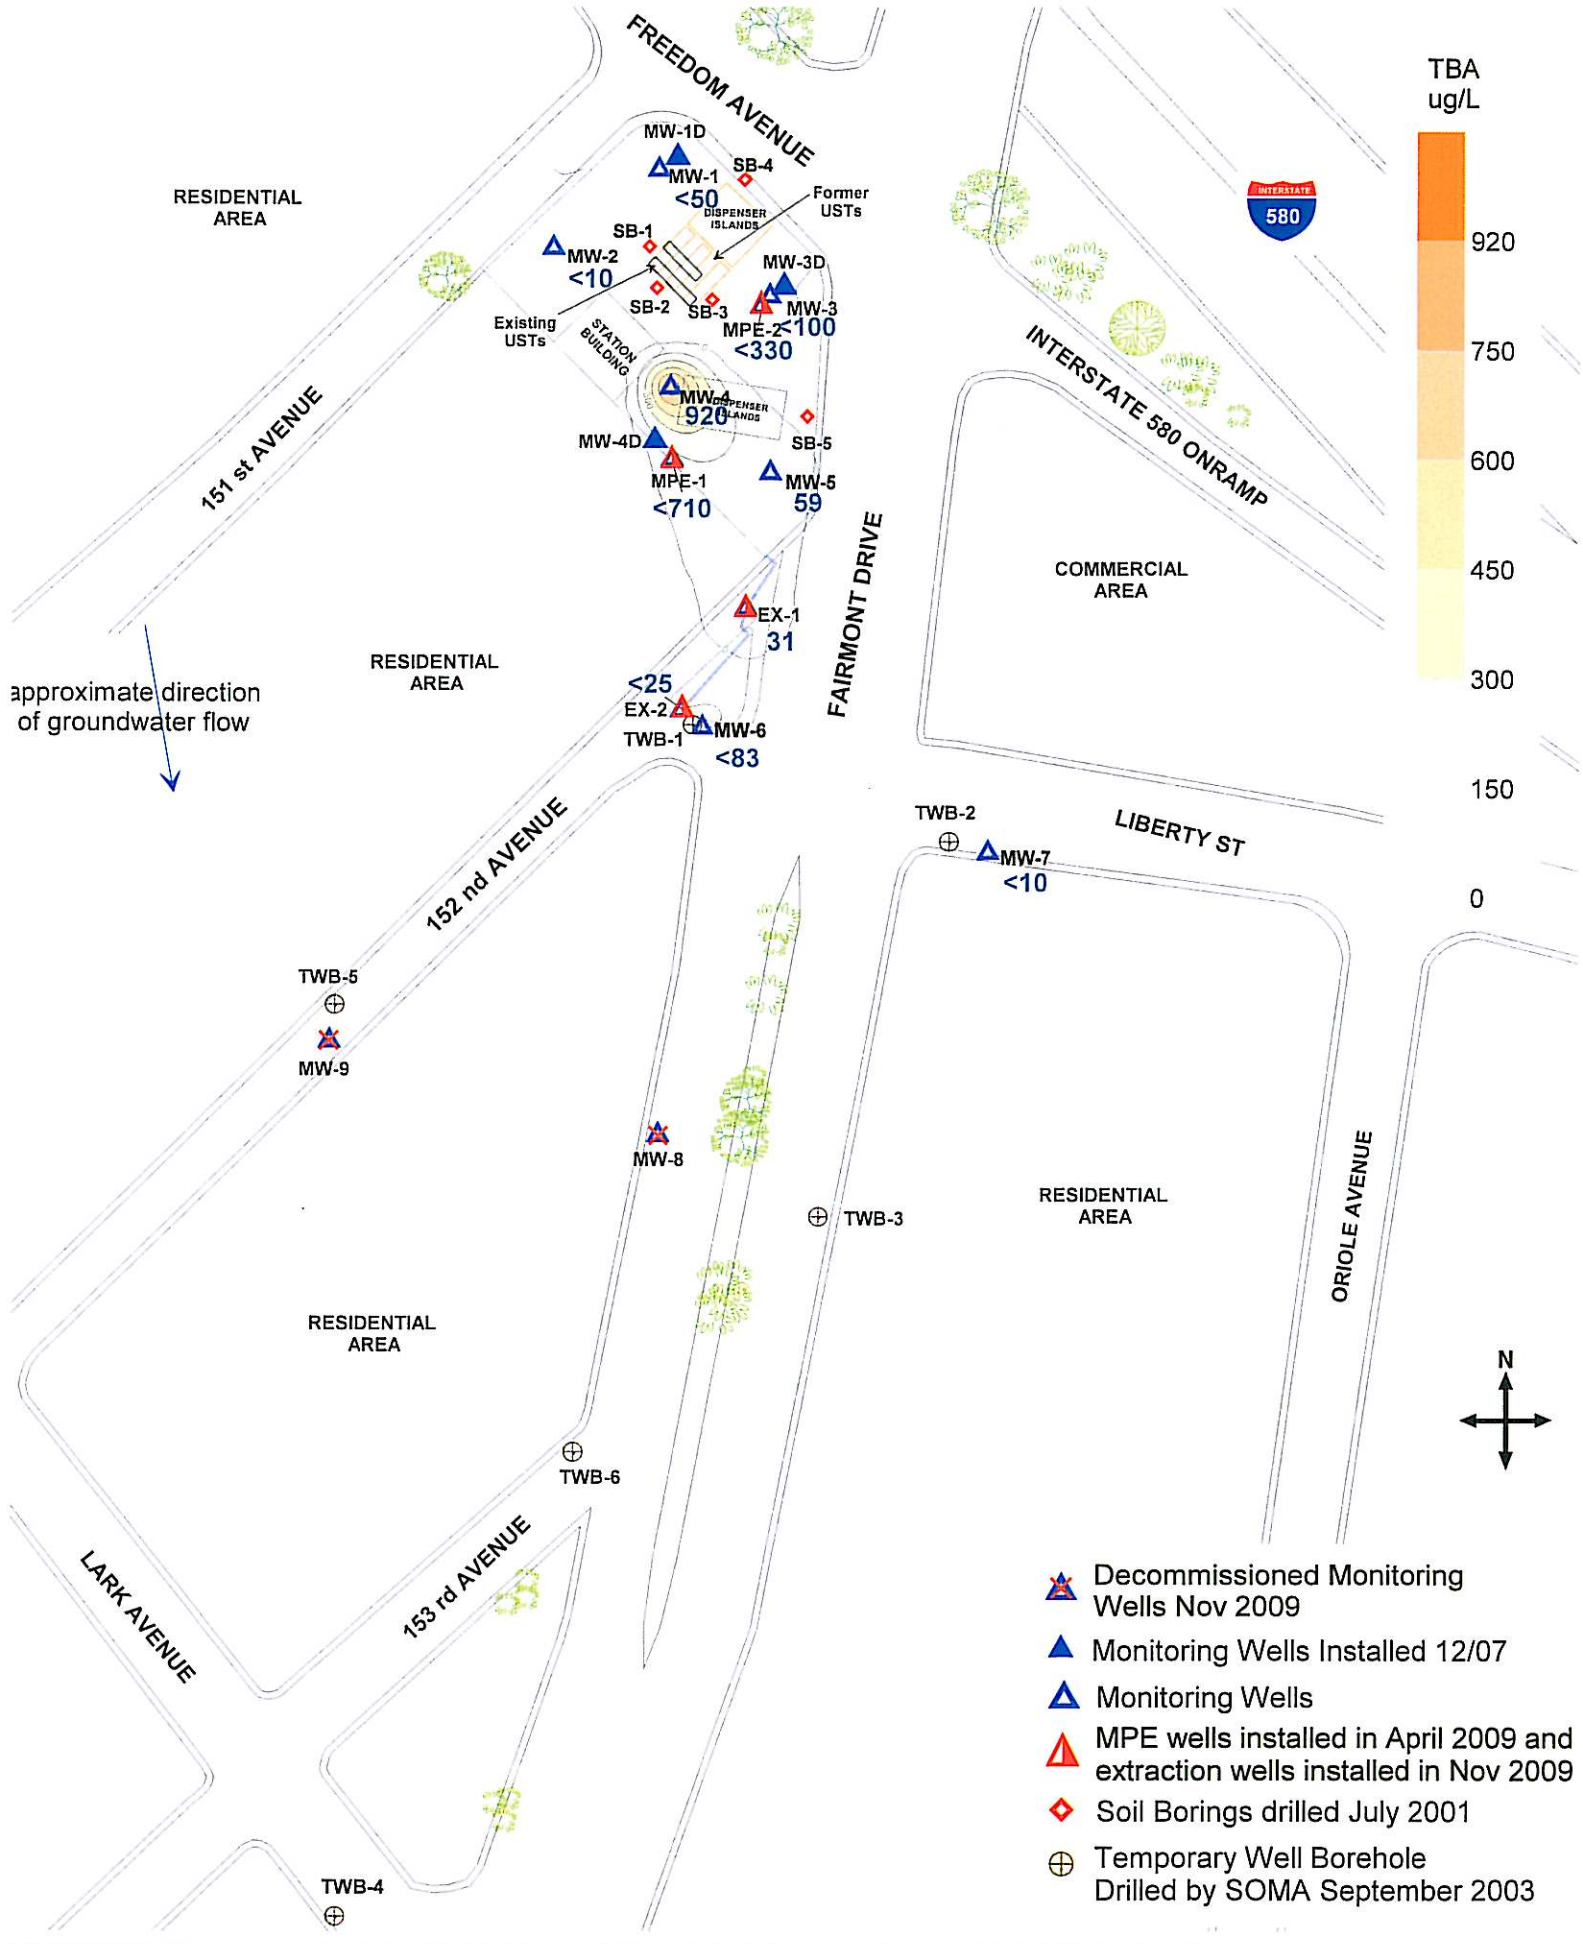 FREEDOM AVENUE
TBA
ug/L
MW-1D
SB-4
MW-1
<50
Former
USTs
DISPENSER
ISLANDS
RESIDENTIAL
AREA
INTERSTATE
580
920
SB-1
MW-2
<10
MW-3D
SB-2
SB-3
MW-3
<100
MPE-2
<330
Existing
USTs
STATION
BUILDING
INTERSTATE 580 ONRAMP
750
MW-4
920
DISPENSER
ISLANDS
300
MW-4D
SB-5
151 st AVENUE
MPE-1
<710
MW-5
59
600
FAIRMONT DRIVE
COMMERCIAL
AREA
450
EX-1
31
RESIDENTIAL
AREA
approximate direction
of groundwater flow
<25
EX-2
TWB-1
MW-6
<83
300
150
152 nd AVENUE
TWB-2
LIBERTY ST
MW-7
<10
0
TWB-5
MW-9
MW-8
TWB-3
RESIDENTIAL
AREA
ORIOLE AVENUE
RESIDENTIAL
AREA
N
TWB-6
LARK AVENUE
153 rd AVENUE
TWB-4
Decommissioned Monitoring
Wells Nov 2009
Monitoring Wells Installed 12/07
Monitoring Wells
MPE wells installed in April 2009 and
extraction wells installed in Nov 2009
Soil Borings drilled July 2001
Temporary Well Borehole
Drilled by SOMA September 2003